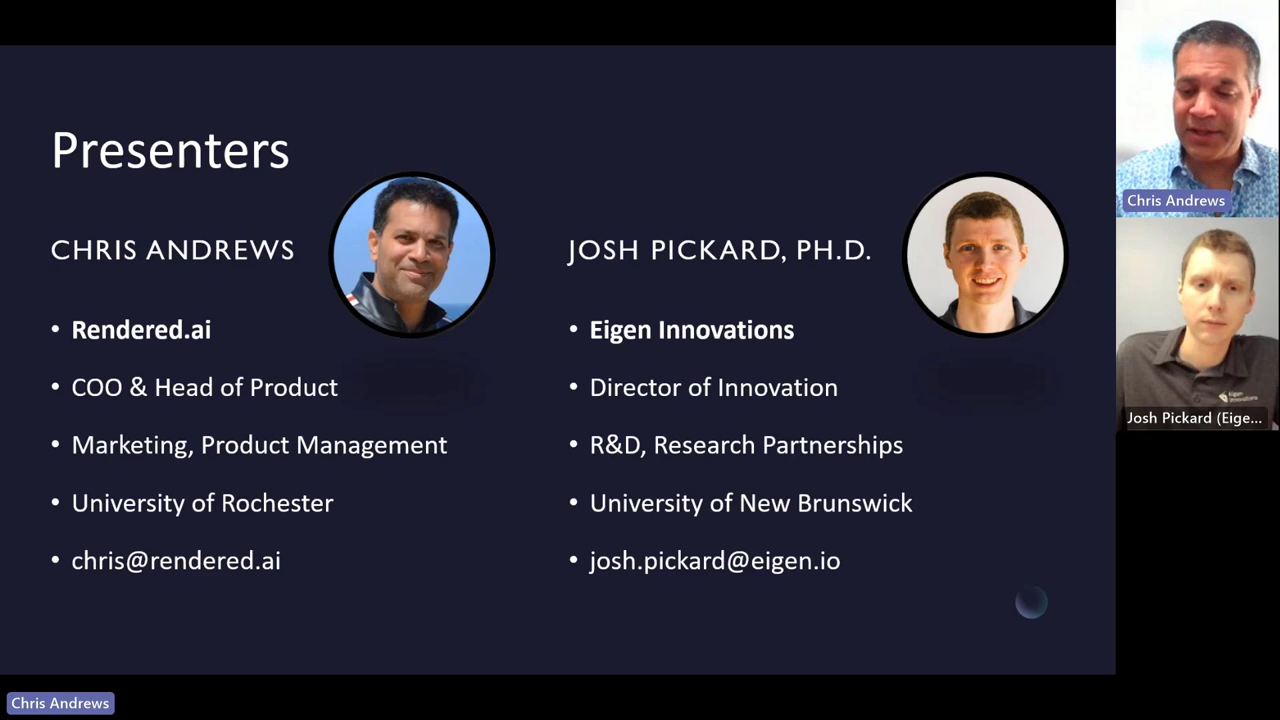 Presenters
CHRIS ANDREWS
• Rendered.ai
• COO & Head of Product
• Marketing, Product Management
• University of Rochester
• chris@rendered.ai
JOSH PICKARD, PH.D.
• Eigen Innovations
• Director of Innovation
• R&D, Research Partnerships
• University of New Brunswick
• josh.pickard@eigen.io
Chris Andrews
Eigen
Innovations
Josh Pickard (Eige...
Chris Andrews